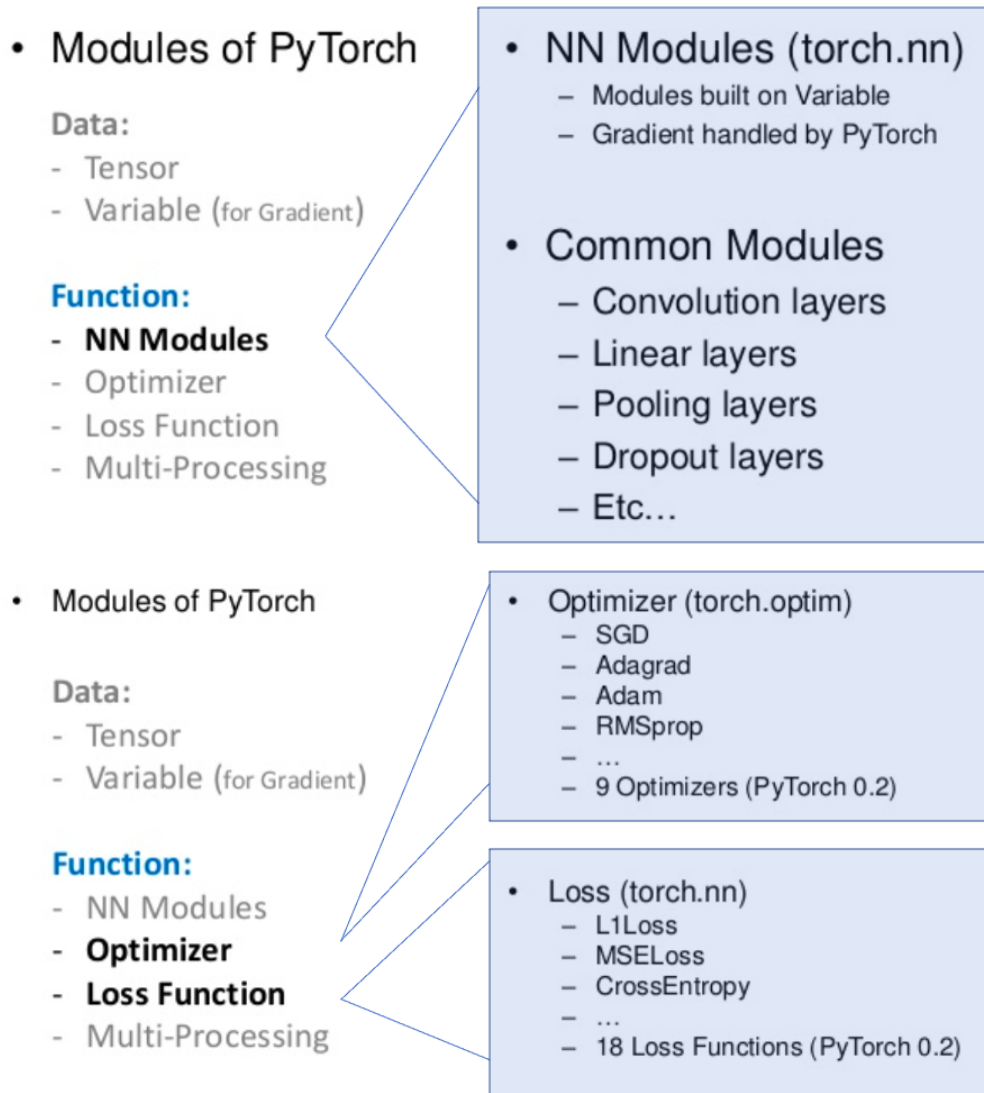 • Modules of PyTorch
Data:
- Tensor
- Variable (for Gradient)
Function:
- NN Modules
- Optimizer
- Loss Function
- Multi-Processing
• NN Modules (torch.nn)
– Modules built on Variable
– Gradient handled by PyTorch
• Common Modules
– Convolution layers
– Linear layers
– Pooling layers
– Dropout layers
– Etc…
• Modules of PyTorch
Data:
- Tensor
- Variable (for Gradient)
Function:
- NN Modules
- Optimizer
- Loss Function
- Multi-Processing
• Optimizer (torch.optim)
– SGD
– Adagrad
– Adam
– RMSprop
– …
– 9 Optimizers (PyTorch 0.2)
• Loss (torch.nn)
– L1Loss
– MSELoss
– CrossEntropy
– …
– 18 Loss Functions (PyTorch 0.2)